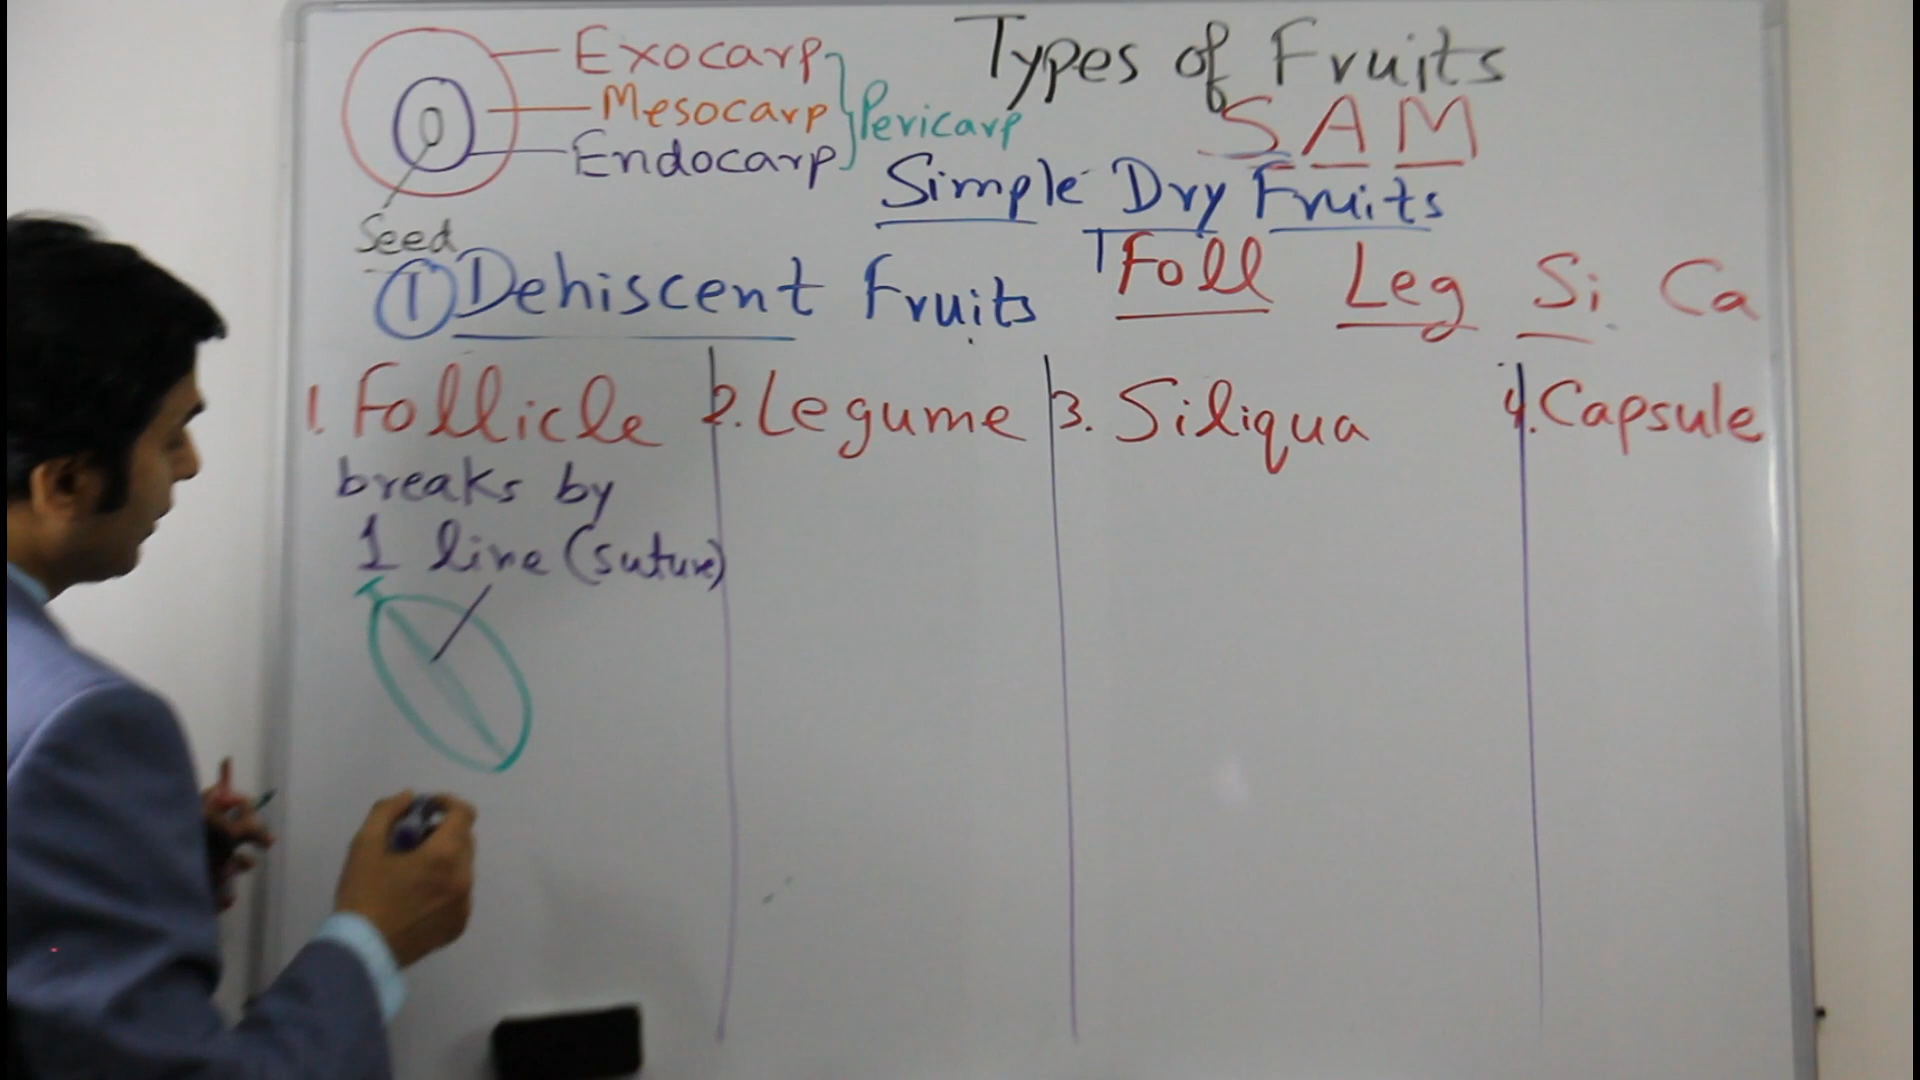 Types of Fruits
Exocarp
Mesocarp
Endocarp
Pericarp
Seed
SAM
Simple Dry Fruits
① Dehiscent Fruits
Foll Leg Si Ca
1. Follicle
breaks by
1 line (suture)
2. Legume
3. Siliqua
4. Capsule